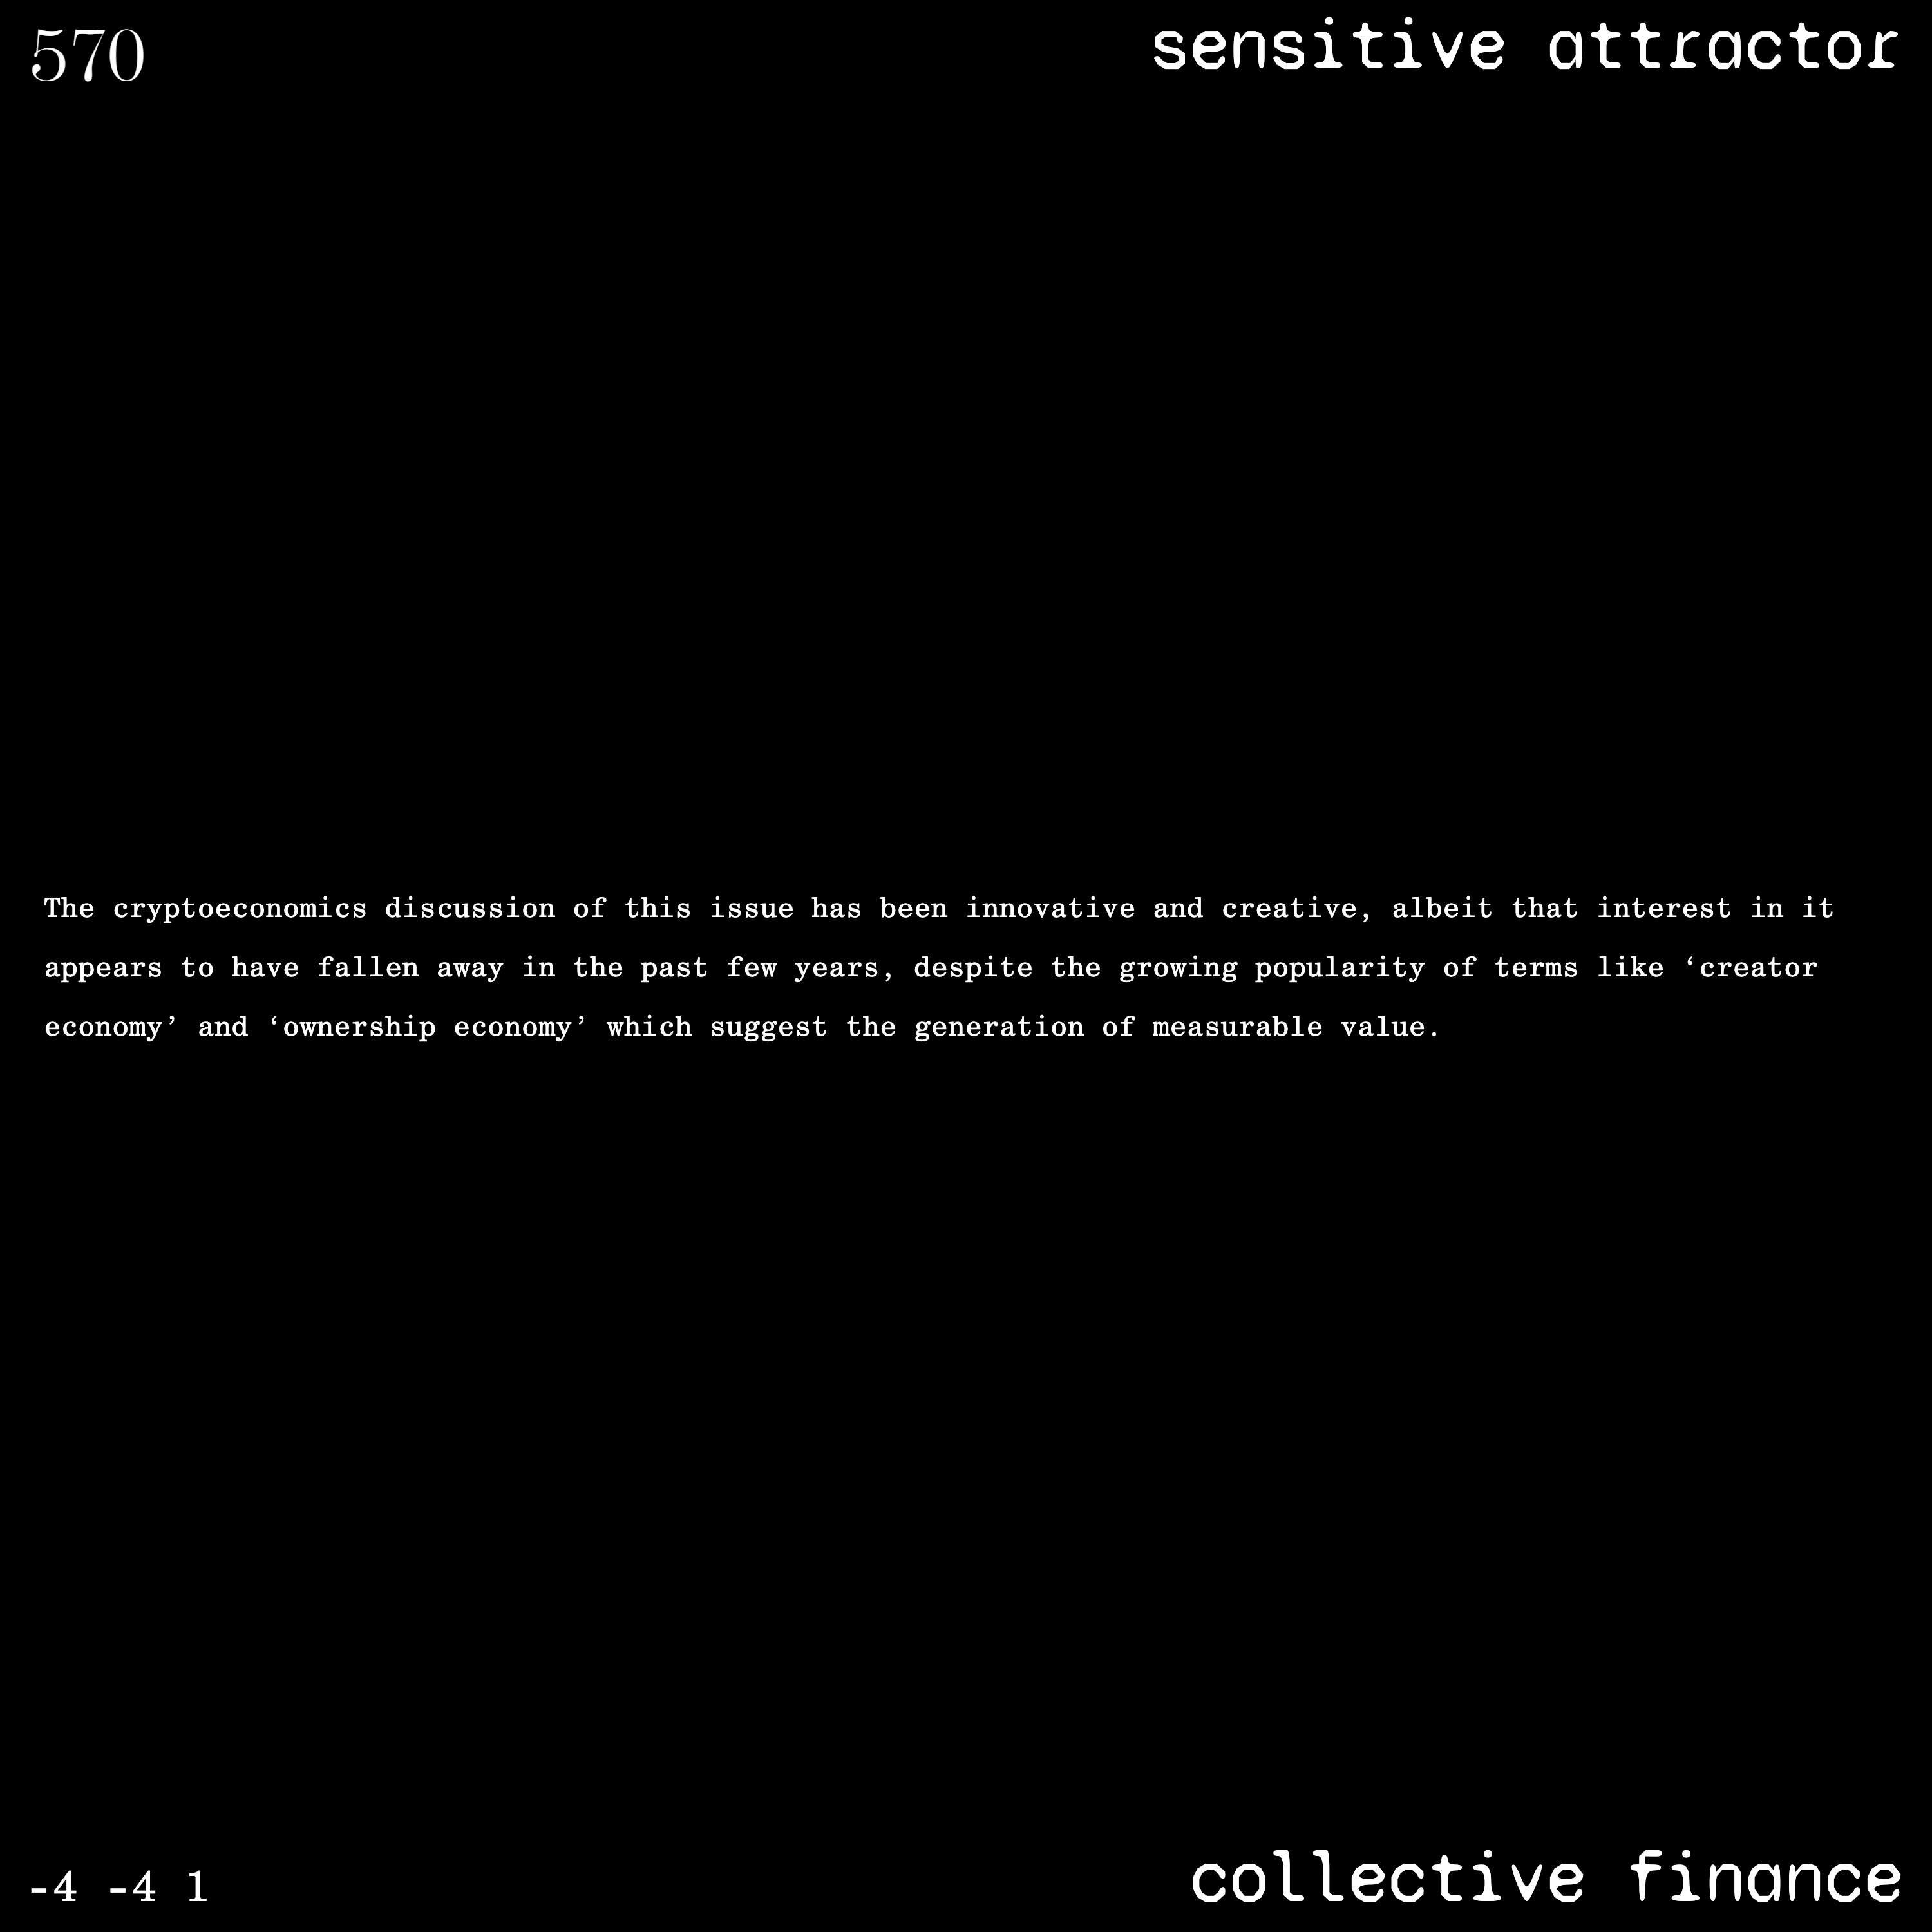 570
sensitive attractor
The cryptoeconomics discussion of this issue has been innovative and creative, albeit that interest in it
appears to have fallen away in the past few years, despite the growing popularity of terms like ‘creator
economy’ and ‘ownership economy’ which suggest the generation of measurable value.
-4 -4 1
collective finance